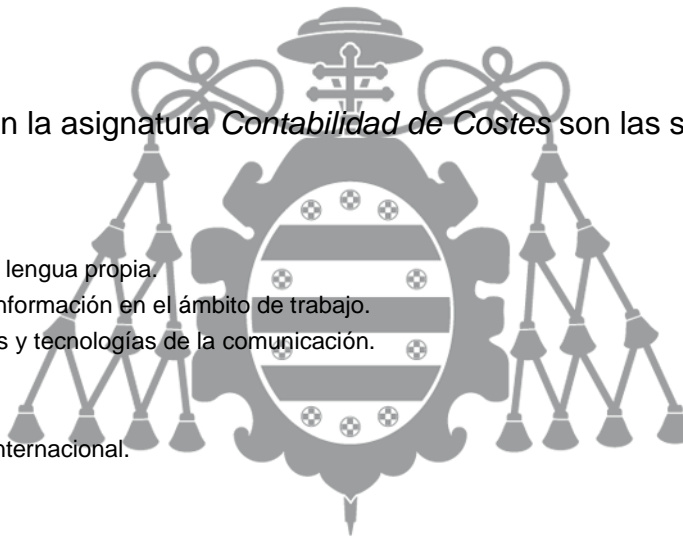 n la asignatura Contabilidad de Costes son las s
lengua propia.
nformación en el ámbito de trabajo.
s y tecnologías de la comunicación.
nternacional.